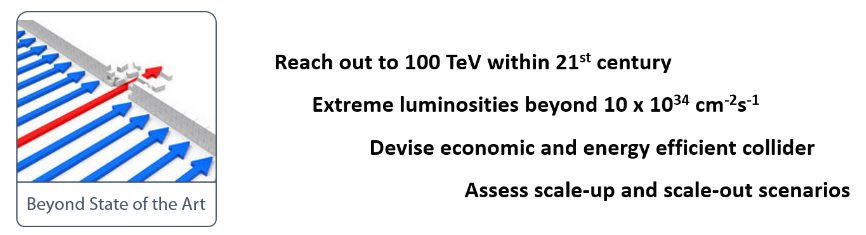 Reach out to 100 TeV within 21st century
Extreme luminosities beyond 10 x 10³⁴ cm⁻²s⁻¹
Devise economic and energy efficient collider
Assess scale-up and scale-out scenarios
Beyond State of the Art